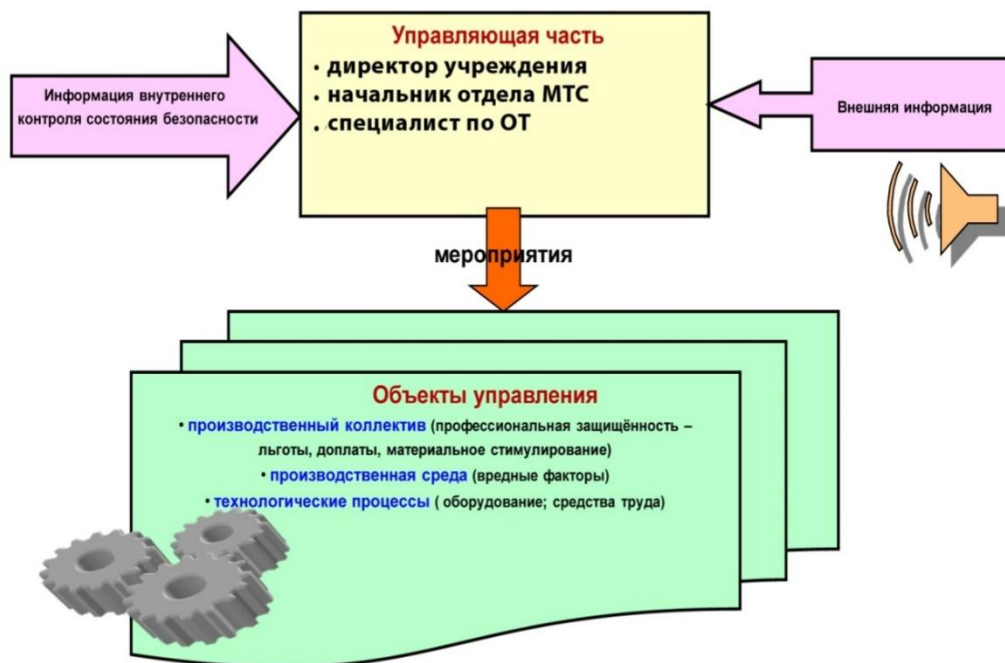 Управляющая часть
· директор учреждения
· начальник отдела МТС
· специалист по ОТ
Информация внутреннего
контроля состояния безопасности
Внешняя информация
мероприятия
Объекты управления
• производственный коллектив (профессиональная защищённость –
льготы, доплаты, материальное стимулирование)
• производственная среда (вредные факторы)
• технологические процессы ( оборудование; средства труда)